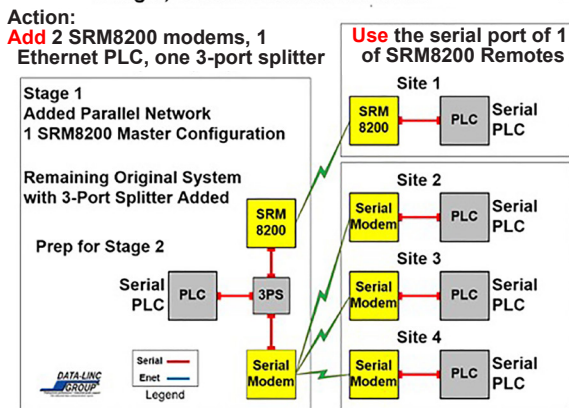 Action:
Add 2 SRM8200 modems, 1
Ethernet PLC, one 3-port splitter
Use the serial port of 1
of SRM8200 Remotes
Stage 1
Added Parallel Network
1 SRM8200 Master Configuration
Remaining Original System
with 3-Port Splitter Added
Prep for Stage 2
Serial
PLC
PLC
3PS
SRM
8200
Serial
Modem
Serial
Enet
Legend
DATA-LINC
GROUP
Site 1
SRM
8200
PLC
Serial
PLC
Site 2
Serial
Modem
PLC
Serial
PLC
Site 3
Serial
Modem
PLC
Serial
PLC
Site 4
Serial
Modem
PLC
Serial
PLC